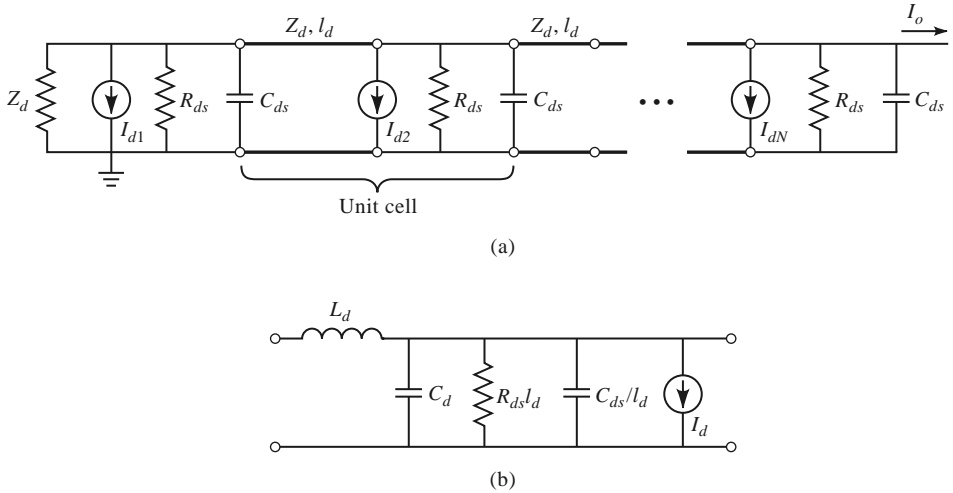 Z_d, l_d
Z_d, l_d
I_o
Z_d
I_d1
R_ds
C_ds
I_d2
R_ds
C_ds
•••
I_dN
R_ds
C_ds
Unit cell
(a)
L_d
C_d
R_ds l_d
C_ds/l_d
I_d
(b)